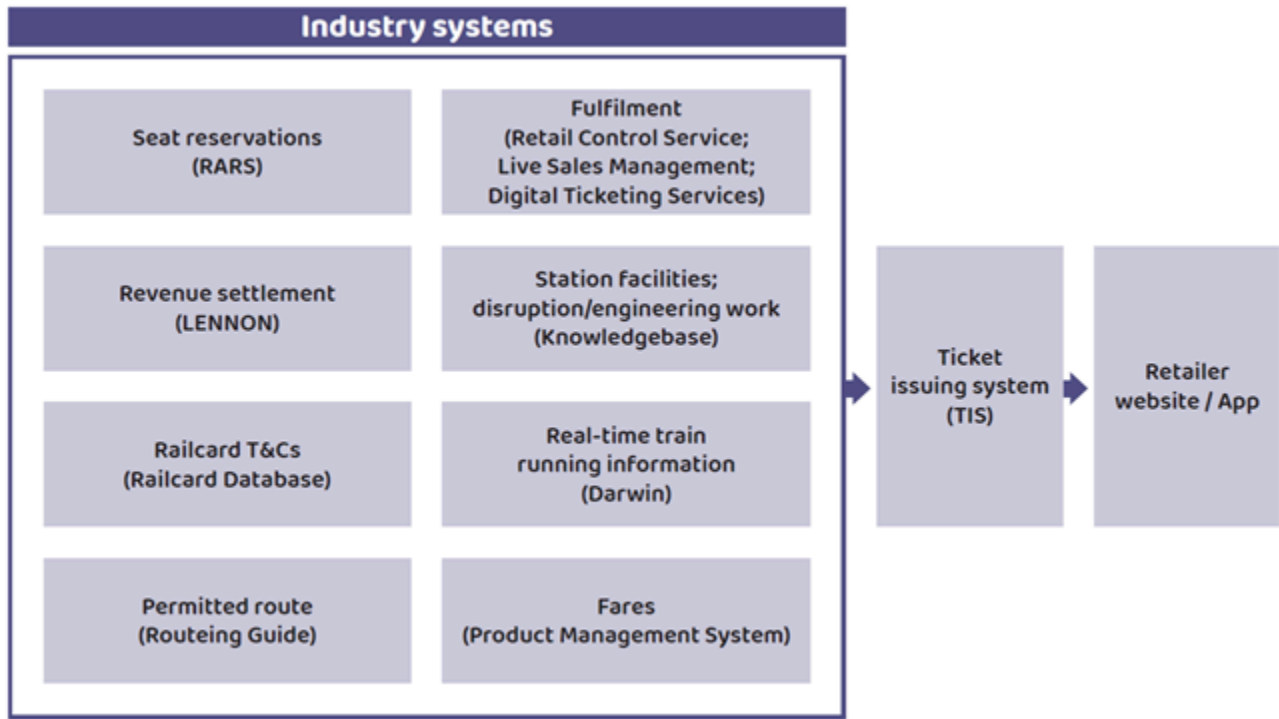 Industry systems
Seat reservations
(RARS)
Fulfilment
(Retail Control Service;
Live Sales Management;
Digital Ticketing Services)
Revenue settlement
(LENNON)
Station facilities;
disruption/engineering work
(Knowledgebase)
Railcard T&Cs
(Railcard Database)
Real-time train
running information
(Darwin)
Permitted route
(Routeing Guide)
Fares
(Product Management System)
Ticket
issuing system
(TIS)
Retailer
website / App